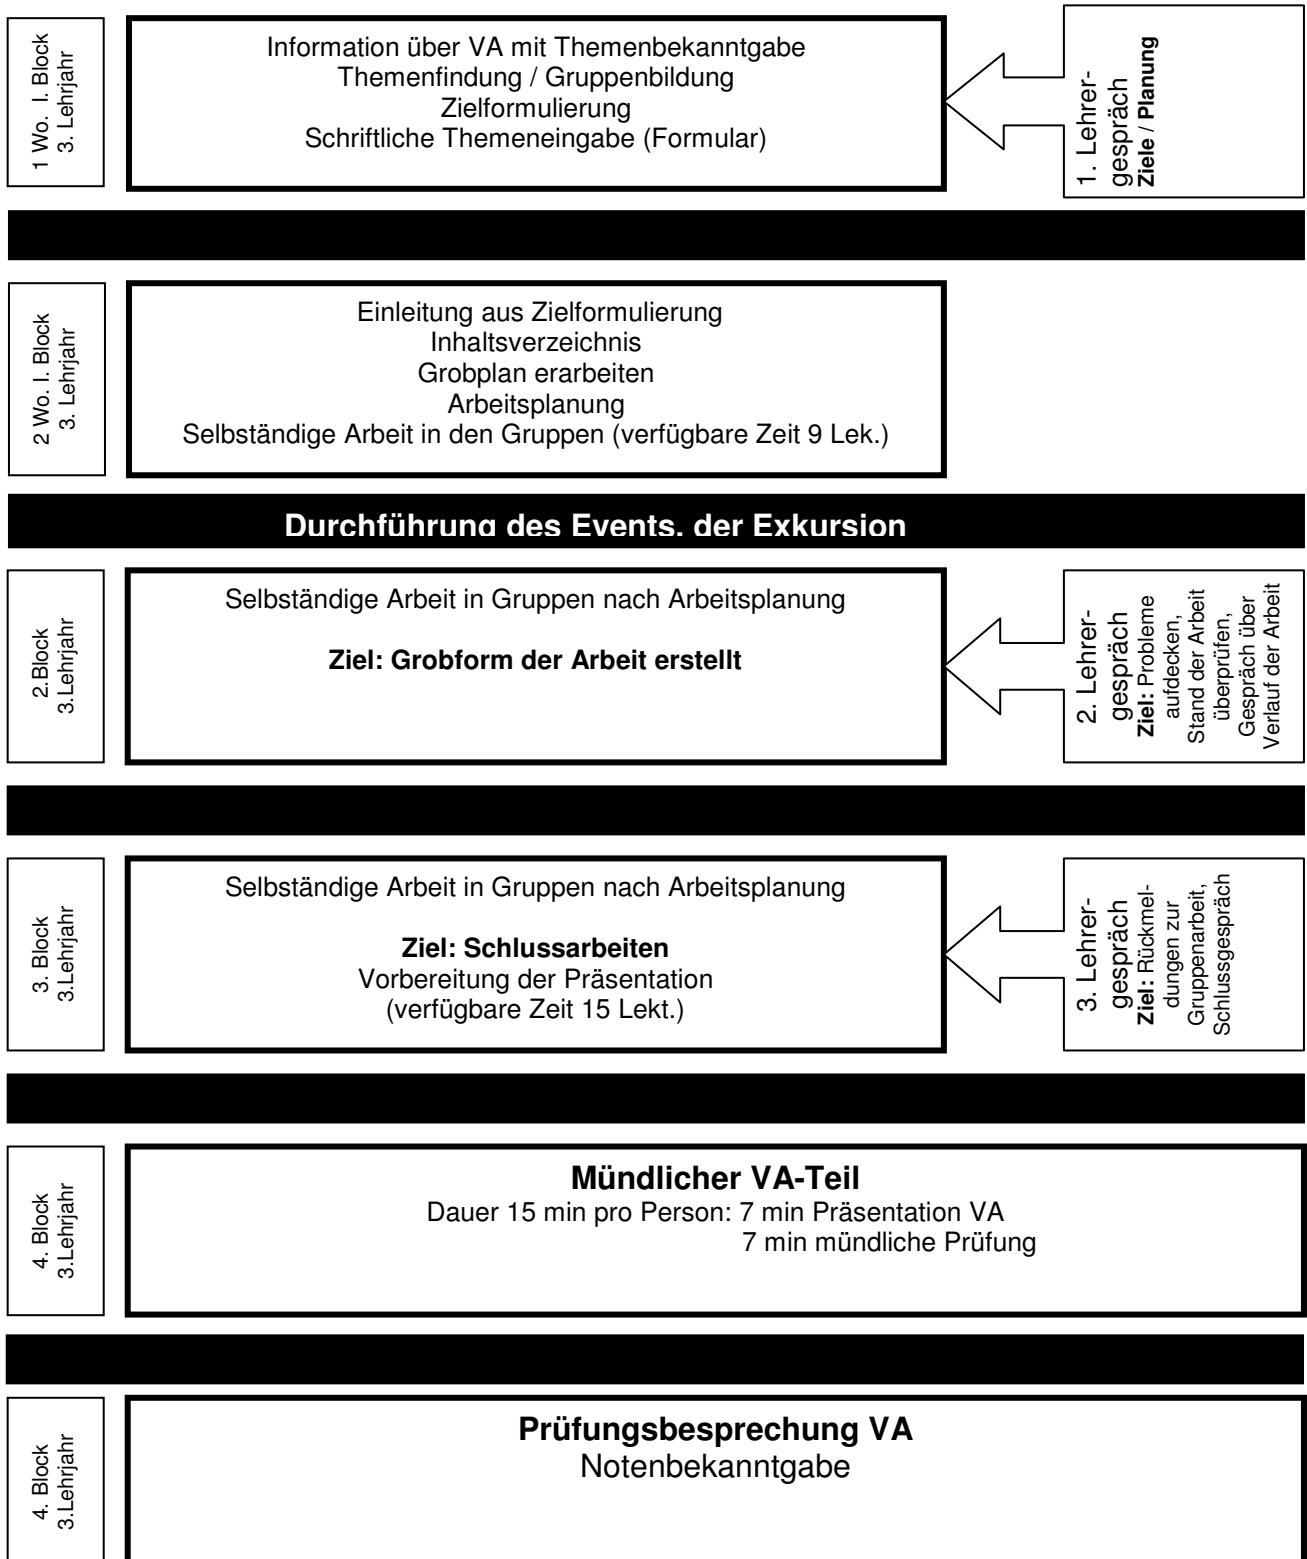 1 Wo. I. Block
3. Lehrjahr
Information über VA mit Themenbekanntgabe
Themenfindung / Gruppenbildung
Zielformulierung
Schriftliche Themeneingabe (Formular)
1. Lehrer-
gespräch
Ziele / Planung
2 Wo. I. Block
3. Lehrjahr
Einleitung aus Zielformulierung
Inhaltsverzeichnis
Grobplan erarbeiten
Arbeitsplanung
Selbständige Arbeit in den Gruppen (verfügbare Zeit 9 Lek.)
Durchführung des Events, der Exkursion
2.Block
3.Lehrjahr
Selbständige Arbeit in Gruppen nach Arbeitsplanung
Ziel: Grobform der Arbeit erstellt
2. Lehrer-
gespräch
Ziel: Probleme
aufdecken,
Stand der Arbeit
überprüfen,
Gespräch über
Verlauf der Arbeit
3. Block
3.Lehrjahr
Selbständige Arbeit in Gruppen nach Arbeitsplanung
Ziel: Schlussarbeiten
Vorbereitung der Präsentation
(verfügbare Zeit 15 Lekt.)
3. Lehrer-
gespräch
Ziel: Rückmel-
dungen zur
Gruppenarbeit,
Schlussgespräch
4. Block
3.Lehrjahr
Mündlicher VA-Teil
Dauer 15 min pro Person: 7 min Präsentation VA
7 min mündliche Prüfung
4. Block
3.Lehrjahr
Prüfungsbesprechung VA
Notenbekanntgabe